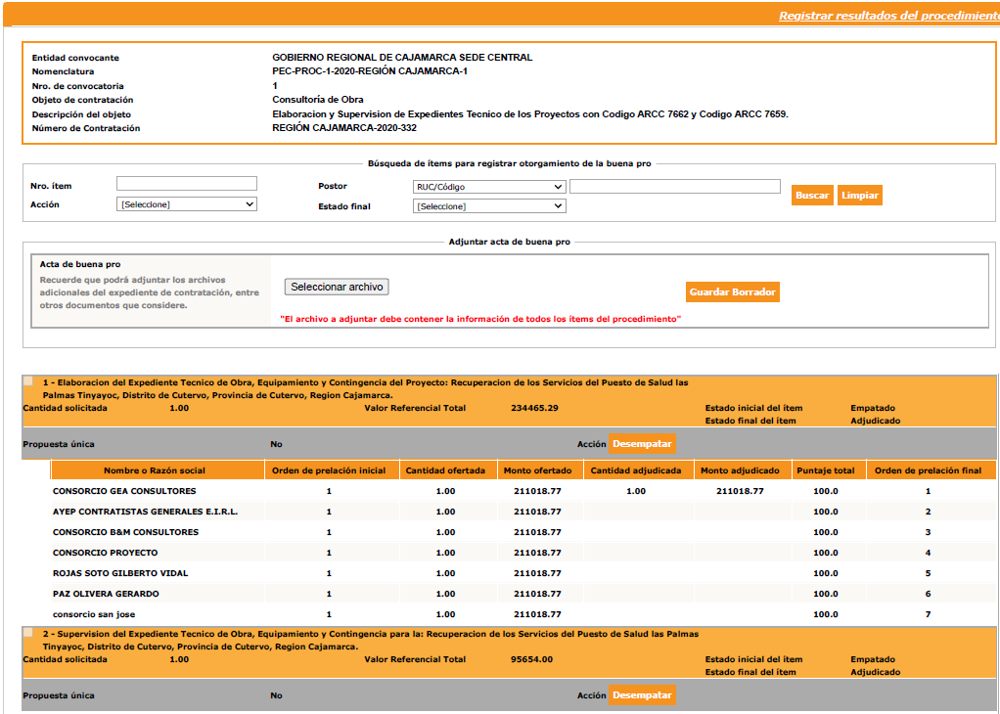 Registrar resultados del procedimiento
Entidad convocante GOBIERNO REGIONAL DE CAJAMARCA SEDE CENTRAL
Nomenclatura PEC-PROC-1-2020-REGIÓN CAJAMARCA-1
Nro. de convocatoria 1
Objeto de contratación Consultoría de Obra
Descripción del objeto Elaboracion y Supervision de Expedientes Tecnico de los Proyectos con Codigo ARCC 7662 y Codigo ARCC 7659.
Número de Contratación REGIÓN CAJAMARCA-2020-332
Búsqueda de ítems para registrar otorgamiento de la buena pro
Nro. ítem Postor RUC/Código Buscar Limpiar
Acción [Seleccione] Estado final [Seleccione]
Adjuntar acta de buena pro
Acta de buena pro
Recuerde que podrá adjuntar los archivos
adicionales del expediente de contratación, entre
otros documentos que considere.
Seleccionar archivo Guardar Borrador
"El archivo a adjuntar debe contener la información de todos los ítems del procedimiento"
1 - Elaboracion del Expediente Tecnico de Obra, Equipamiento y Contingencia del Proyecto: Recuperacion de los Servicios del Puesto de Salud las
Palmas Tinyayoc, Distrito de Cutervo, Provincia de Cutervo, Region Cajamarca.
Cantidad solicitada 1.00 Valor Referencial Total 234465.29 Estado inicial del ítem Empatado
Estado final del ítem Adjudicado
Propuesta única No Acción Desempatar
Nombre o Razón social Orden de prelación inicial Cantidad ofertada Monto ofertado Cantidad adjudicada Monto adjudicado Puntaje total Orden de prelación final
CONSORCIO GEA CONSULTORES 1 1.00 211018.77 1.00 211018.77 100.0 1
AYEP CONTRATISTAS GENERALES E.I.R.L. 1 1.00 211018.77 100.0 2
CONSORCIO B&M CONSULTORES 1 1.00 211018.77 100.0 3
CONSORCIO PROYECTO 1 1.00 211018.77 100.0 4
ROJAS SOTO GILBERTO VIDAL 1 1.00 211018.77 100.0 5
PAZ OLIVERA GERARDO 1 1.00 211018.77 100.0 6
consorcio san jose 1 1.00 211018.77 100.0 7
2 - Supervision del Expediente Tecnico de Obra, Equipamiento y Contingencia para la: Recuperacion de los Servicios del Puesto de Salud las Palmas
Tinyayoc, Distrito de Cutervo, Provincia de Cutervo, Region Cajamarca.
Cantidad solicitada 1.00 Valor Referencial Total 95654.00 Estado inicial del ítem Empatado
Estado final del ítem Adjudicado
Propuesta única No Acción Desempatar